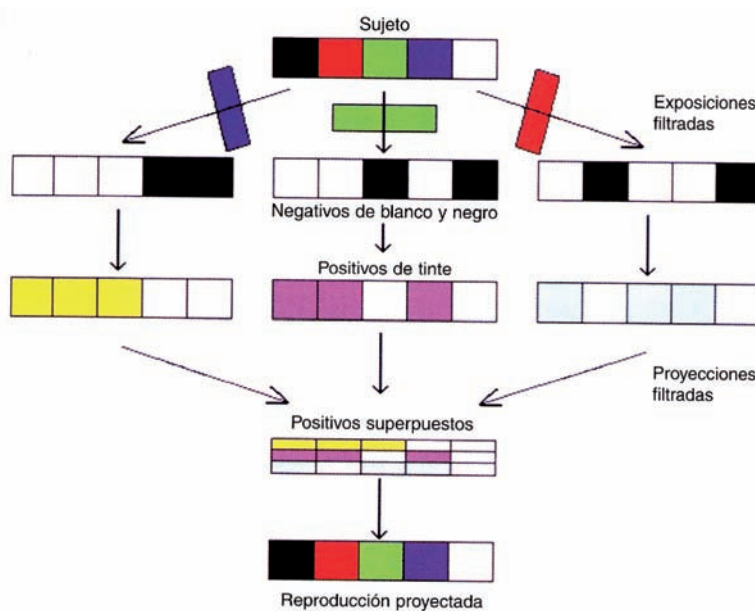 Sujeto
Exposiciones
filtradas
Negativos de blanco y negro
Positivos de tinte
Proyecciones
filtradas
Positivos superpuestos
Reproducción proyectada